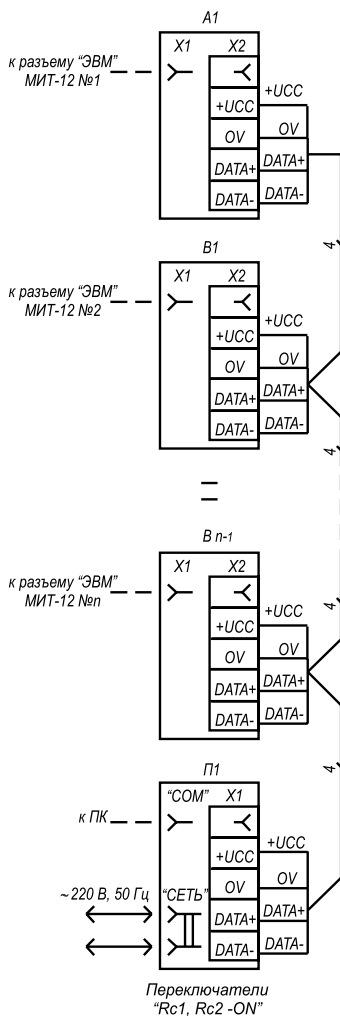 A1
X1 X2
к разъему “ЭВМ”
МИТ-12 №1
+UCC +UCC
OV OV
DATA+ DATA+
DATA- DATA-
4
B1
X1 X2
к разъему “ЭВМ”
МИТ-12 №2
+UCC +UCC
OV OV
DATA+ DATA+
DATA- DATA-
4
B n-1
X1 X2
к разъему “ЭВМ”
МИТ-12 №n
4
+UCC +UCC
OV OV
DATA+ DATA+
DATA- DATA-
4
П1
“COM” X1
к ПК
+UCC +UCC
OV OV
~220 В, 50 Гц “СЕТЬ”
DATA+ DATA+
DATA- DATA-
Переключатели
“Rc1, Rc2 -ON”